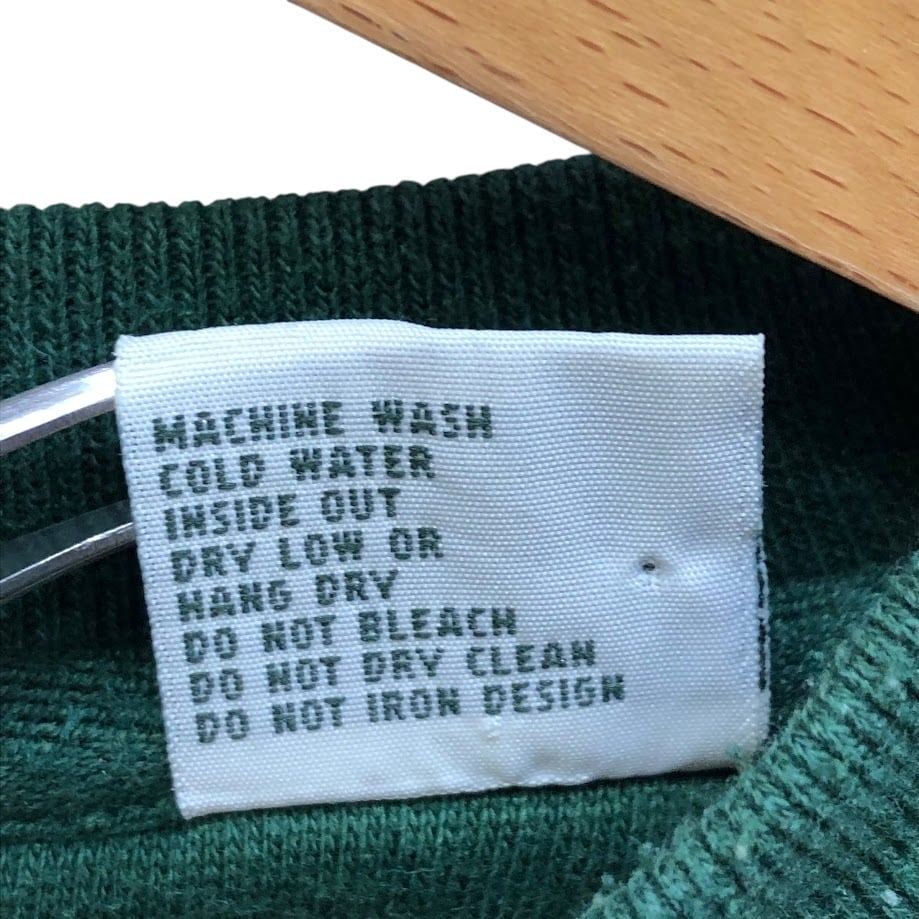 MACHINE WASH
COLD WATER
INSIDE OUT
DRY LOW OR
HANG DRY
DO NOT BLEACH
DO NOT DRY CLEAN
DO NOT IRON DESIGN